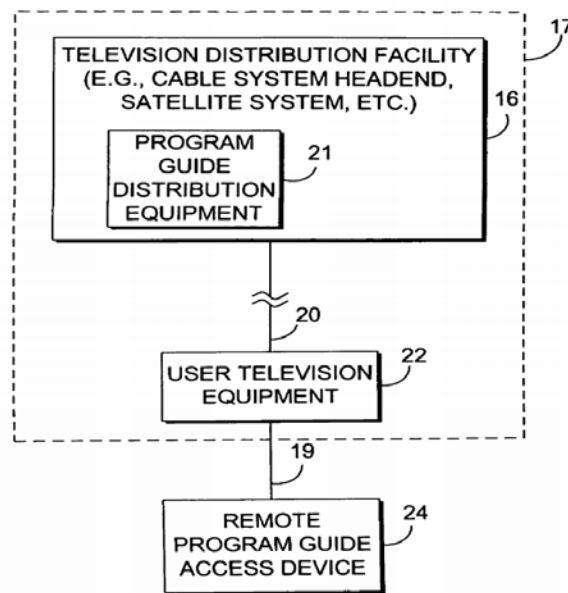 17
TELEVISION DISTRIBUTION FACILITY
(E.G., CABLE SYSTEM HEADEND,
SATELLITE SYSTEM, ETC.)
16
PROGRAM
GUIDE
DISTRIBUTION
EQUIPMENT
21
20
22
USER TELEVISION
EQUIPMENT
19
24
REMOTE
PROGRAM GUIDE
ACCESS DEVICE